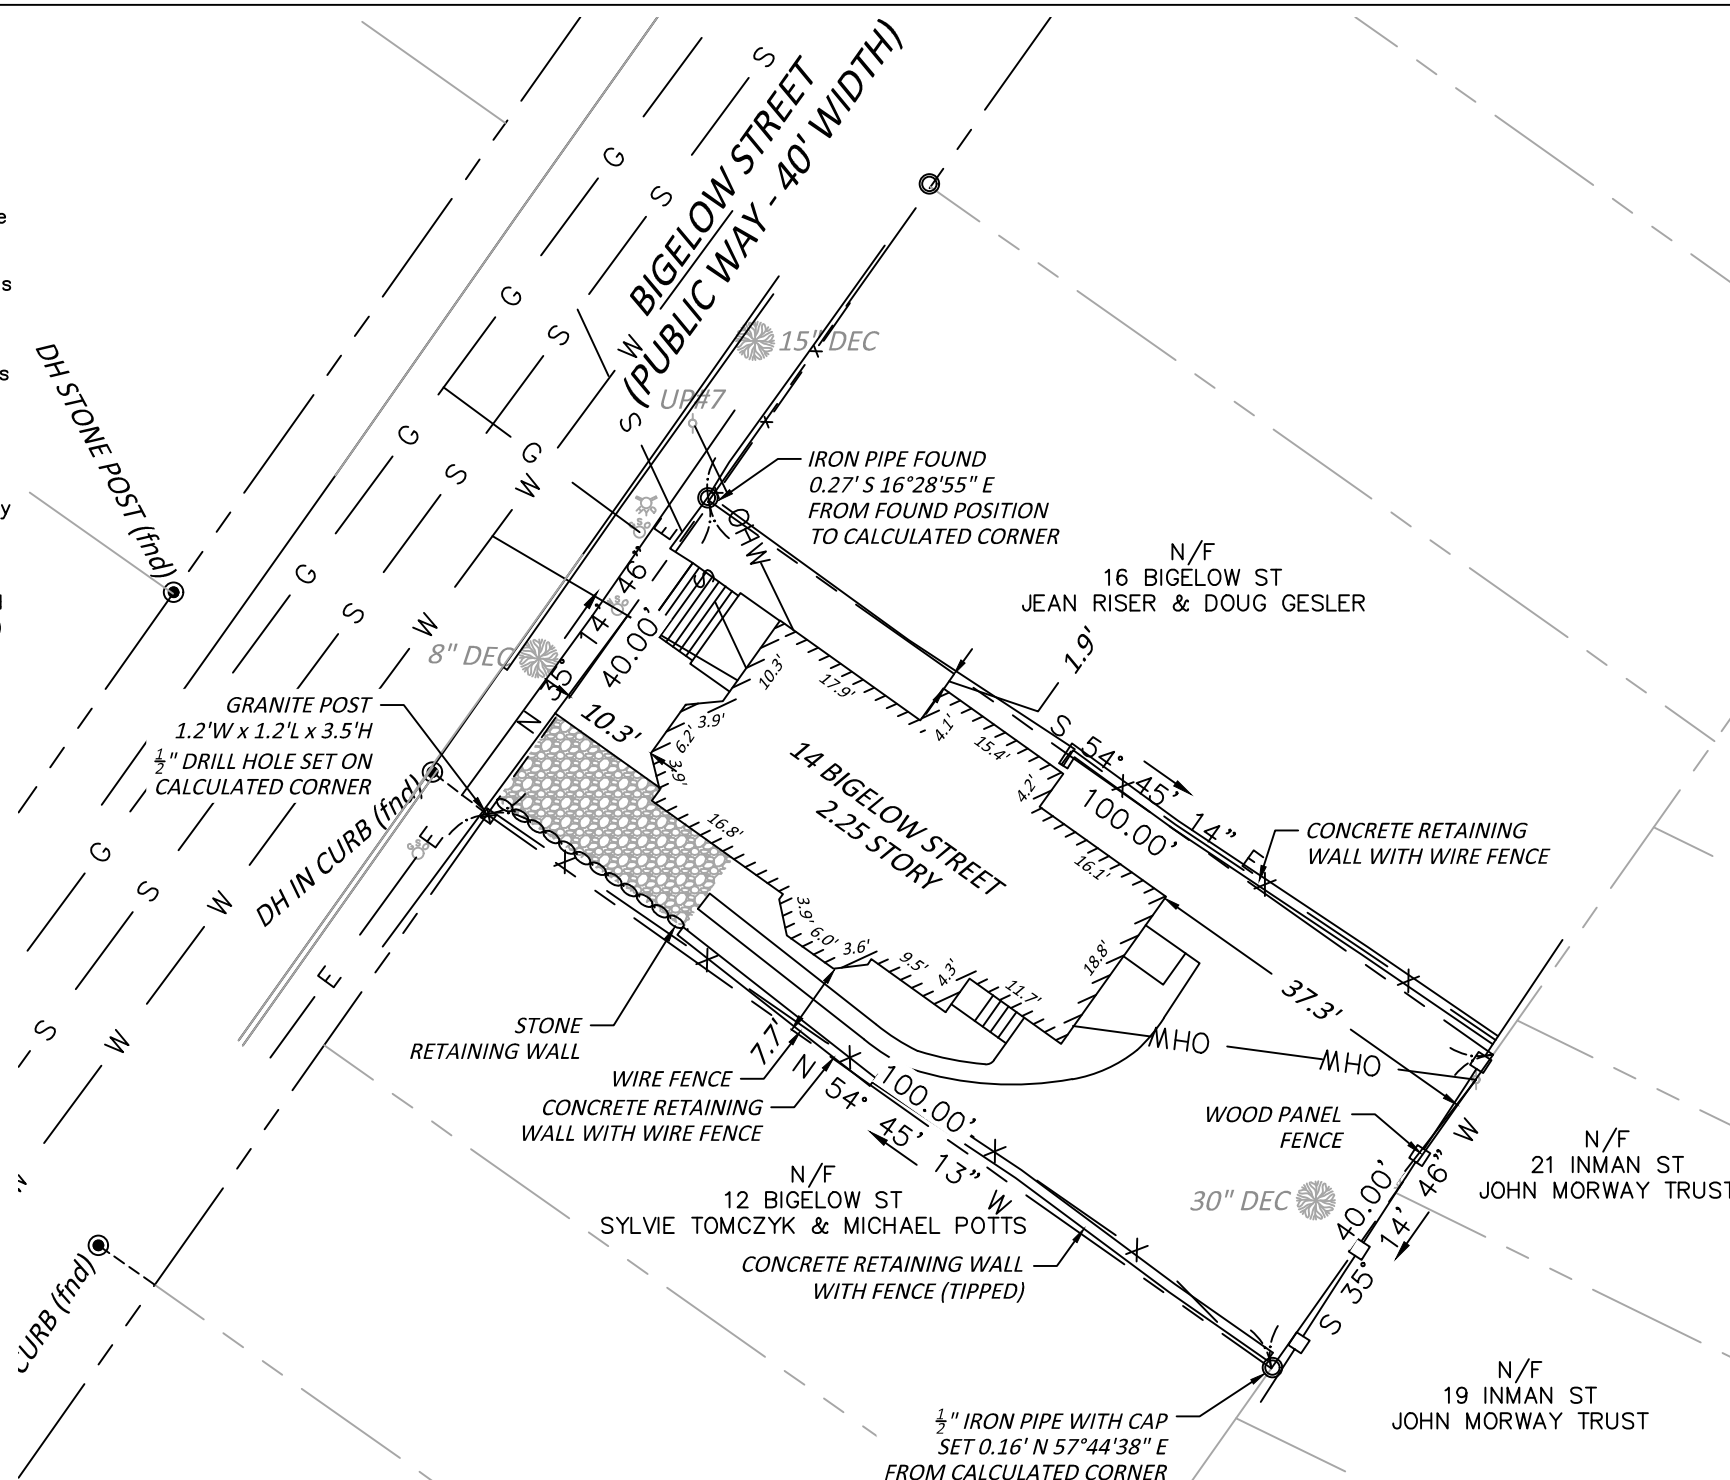 BIGELOW STREET
(PUBLIC WAY - 40' WIDTH)
S
G
S
G
S
W
S
G
G
S
W
G
S
W
G
S
W
G
S
W
S
W
E
E
E
S
OHW
15" DEC
UP#7
DH STONE POST (fnd)
IRON PIPE FOUND
0.27' S 16°28'55" E
FROM FOUND POSITION
TO CALCULATED CORNER
N/F
16 BIGELOW ST
JEAN RISER & DOUG GESLER
1.9'
8" DEC
N 35° 14' 46"
40.00'
GRANITE POST
1.2'W x 1.2'L x 3.5'H
½" DRILL HOLE SET ON
CALCULATED CORNER
DH IN CURB (fnd)
10.3'
10.3'
17.9'
3.9'
6.2'
3.9'
4.1'
15.4'
4.2'
16.8'
16.1'
14 BIGELOW STREET
2.25 STORY
S 54° 45' 14" E
100.00'
CONCRETE RETAINING
WALL WITH WIRE FENCE
3.9'
6.0'
3.6'
9.5'
4.3'
11.7'
18.8'
37.3'
OHW
OHW
STONE
RETAINING WALL
7.7'
WIRE FENCE
CONCRETE RETAINING
WALL WITH WIRE FENCE
100.00'
N 54° 45' 13" W
WOOD PANEL
FENCE
N/F
21 INMAN ST
JOHN MORWAY TRUST
N/F
12 BIGELOW ST
SYLVIE TOMCZYK & MICHAEL POTTS
30" DEC
40.00'
S 35° 14' 46" W
CONCRETE RETAINING WALL
WITH FENCE (TIPPED)
CURB (fnd)
N/F
19 INMAN ST
JOHN MORWAY TRUST
½" IRON PIPE WITH CAP
SET 0.16' N 57°44'38" E
FROM CALCULATED CORNER